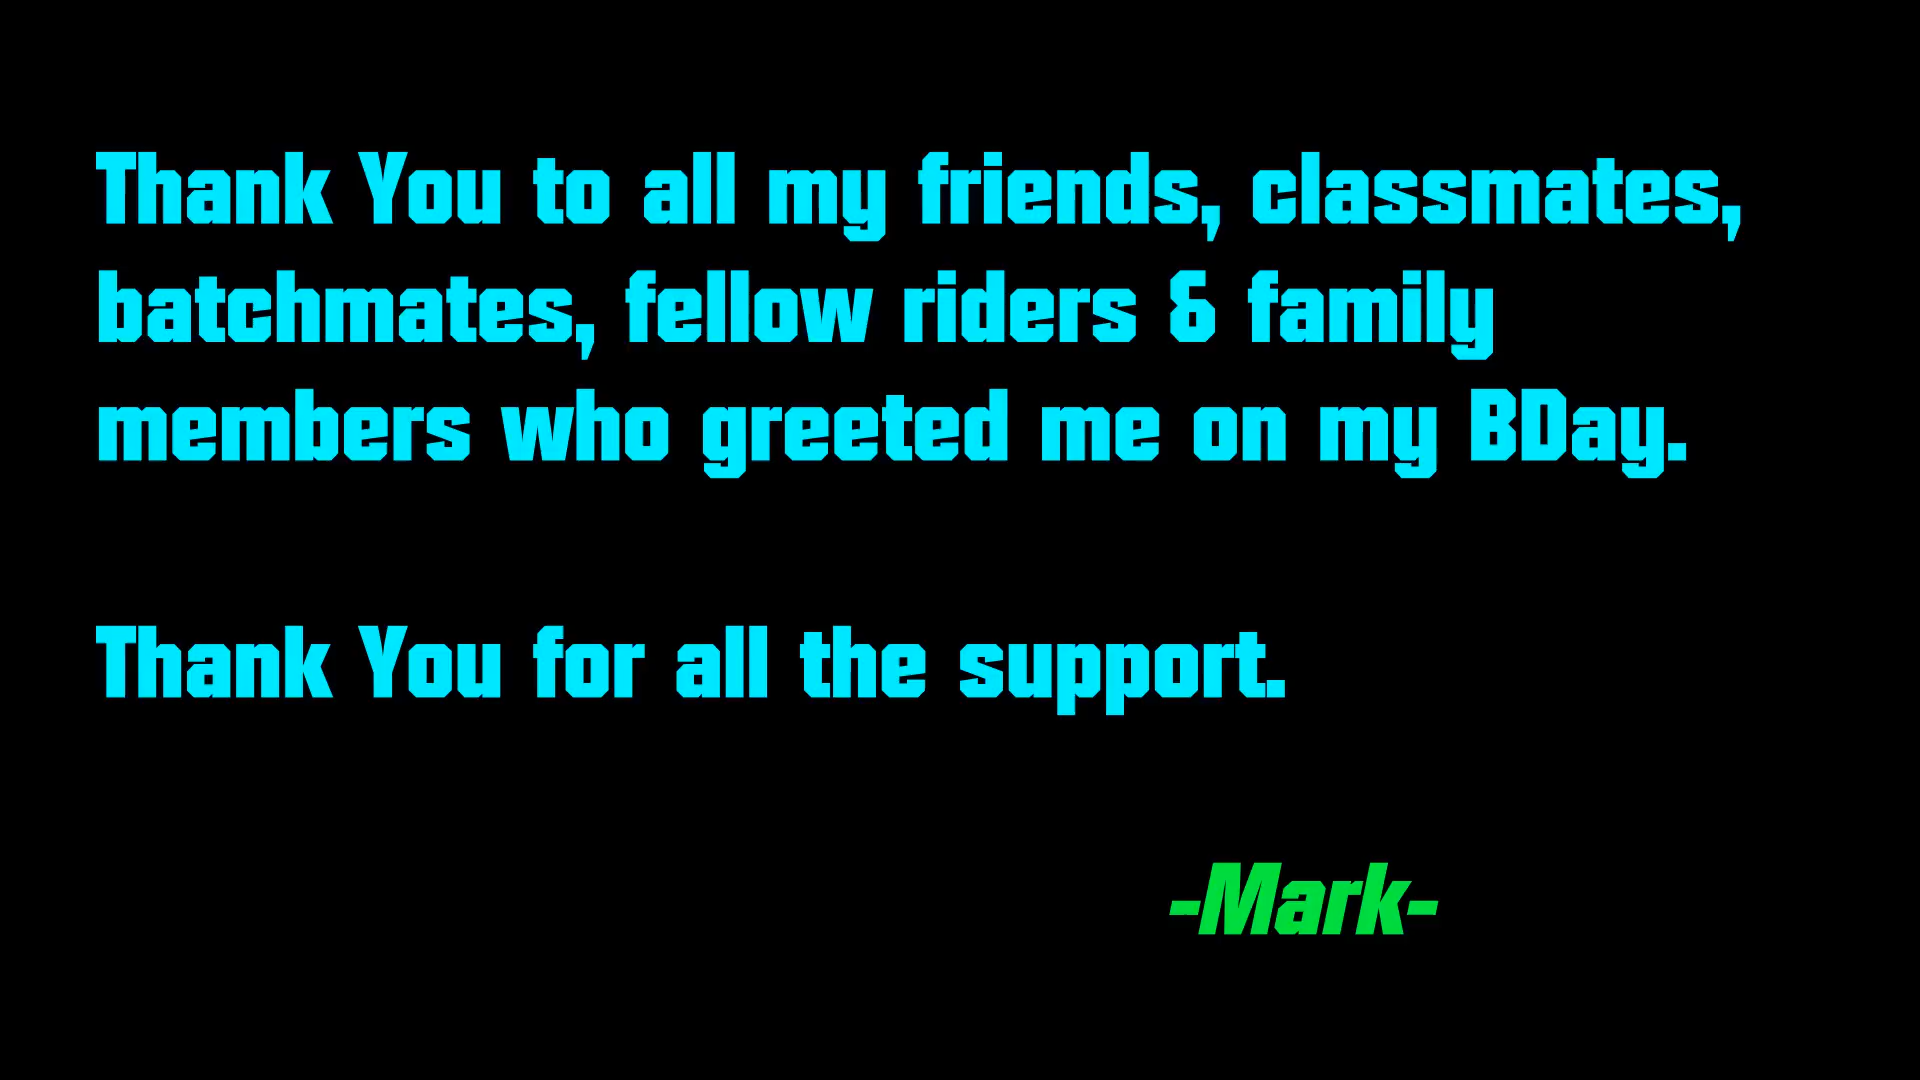 Thank You to all my friends, classmates,
batchmates, fellow riders & family
members who greeted me on my BDay.
Thank You for all the support.
-Mark-